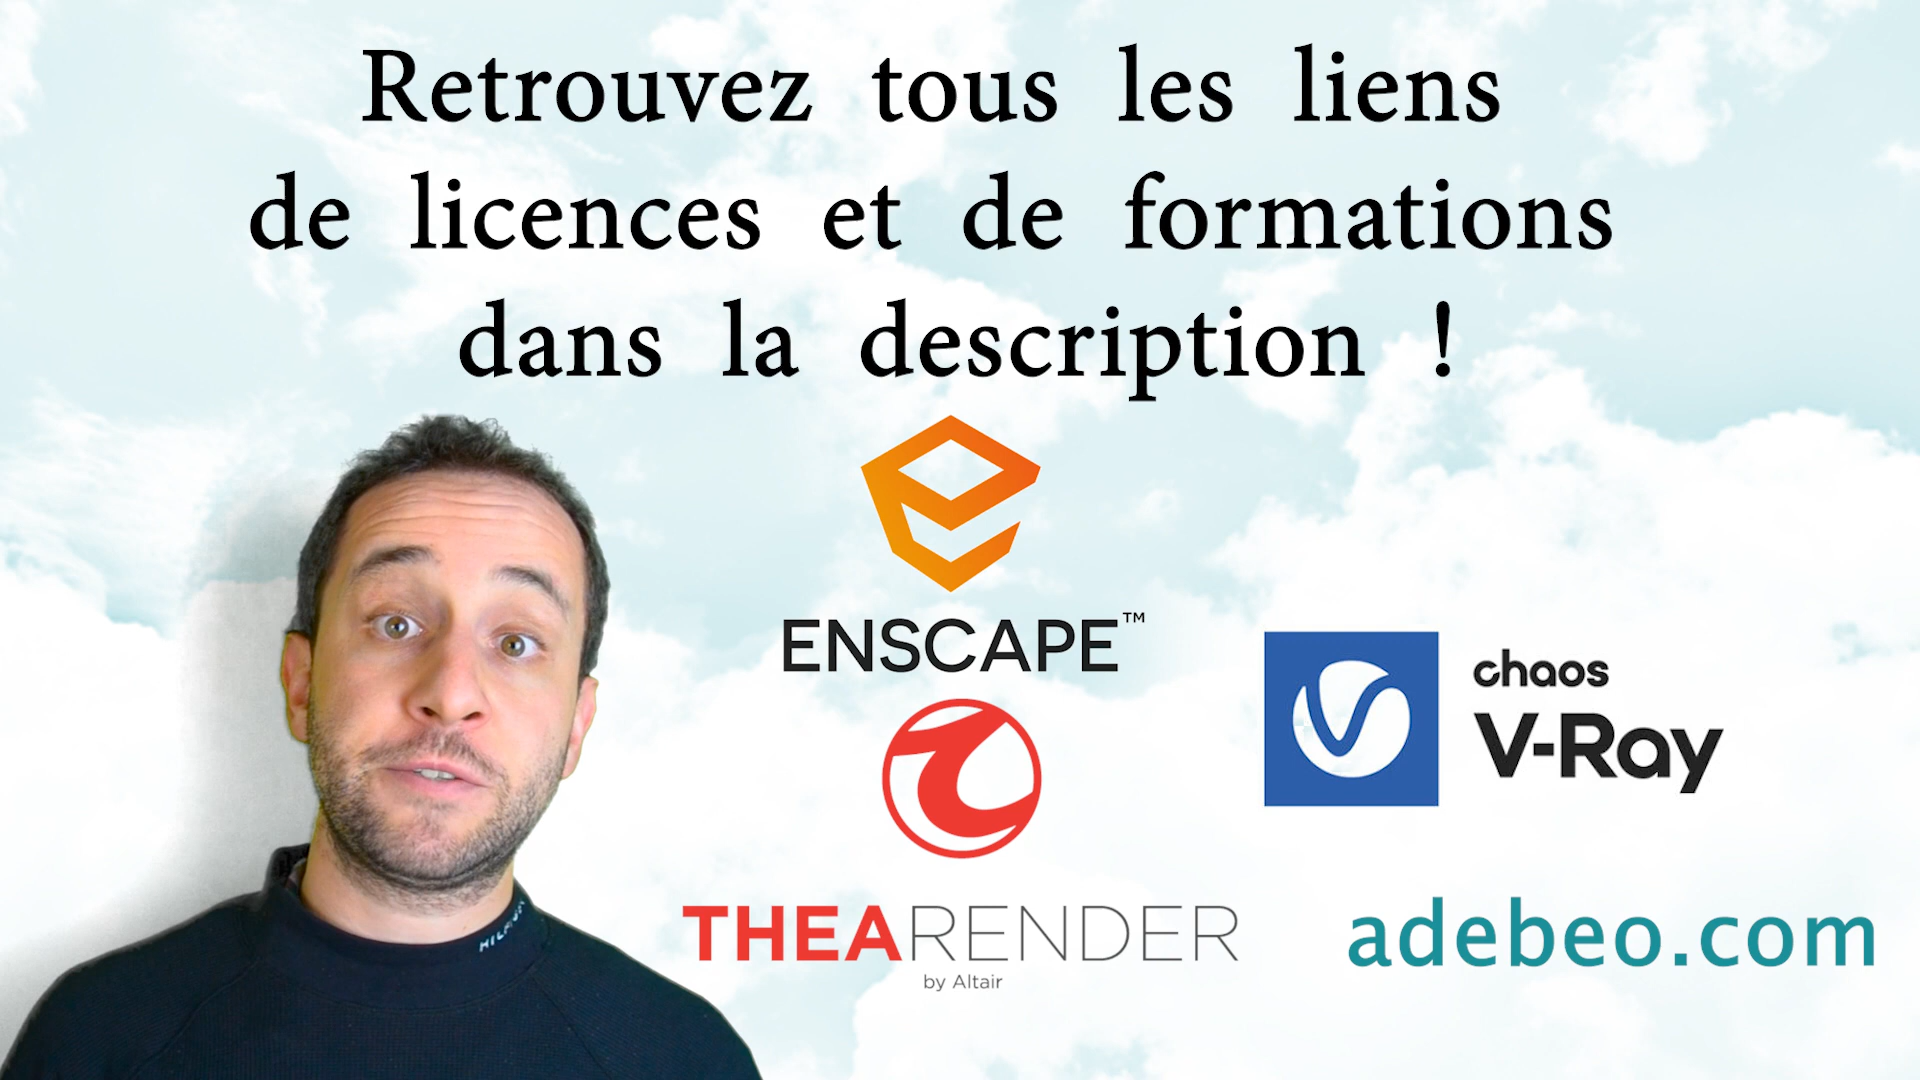 Retrouvez tous les liens
de licences et de formations
dans la description !
ENSCAPE™
chaos
V-Ray
THEARENDER
by Altair
adebeo.com